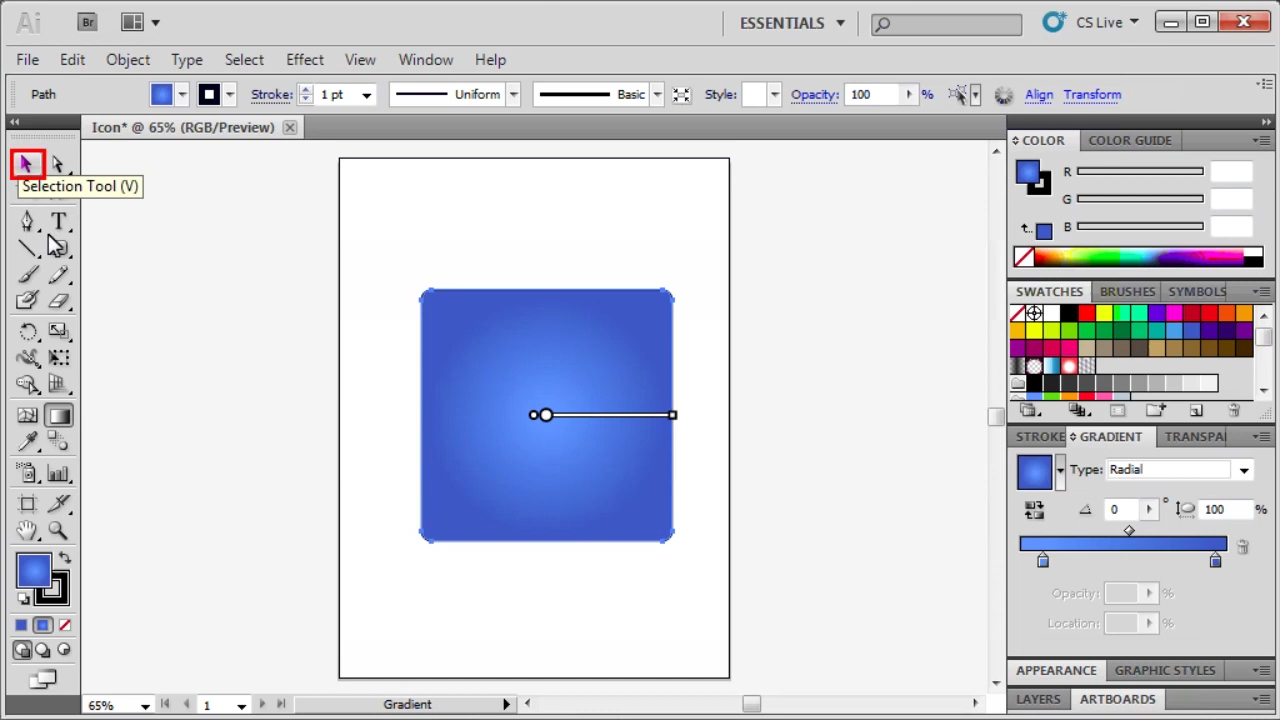 Ai Br ESSENTIALS CS Live
File Edit Object Type Select Effect View Window Help
Path Stroke: 1 pt Uniform Basic Style: Opacity: 100 % Align Transform
Icon* @ 65% (RGB/Preview)
Selection Tool (V)
T
COLOR COLOR GUIDE
R
G
B
SWATCHES BRUSHES SYMBOLS
STROKE GRADIENT TRANSPA
Type: Radial
0 ° 100 %
Opacity: %
Location: %
APPEARANCE GRAPHIC STYLES
LAYERS ARTBOARDS
65% 1 Gradient